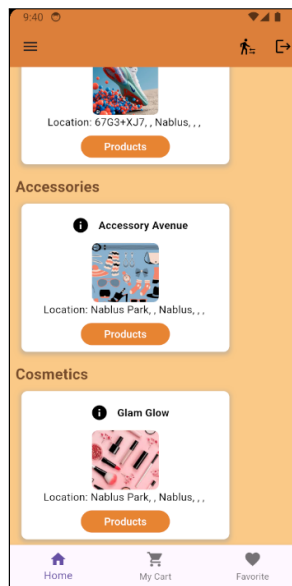 9:40
Location: 67G3+XJ7, , Nablus, , ,
Products
Accessories
Accessory Avenue
Location: Nablus Park, , Nablus, , ,
Products
Cosmetics
Glam Glow
Location: Nablus Park, , Nablus, , ,
Products
Home
My Cart
Favorite